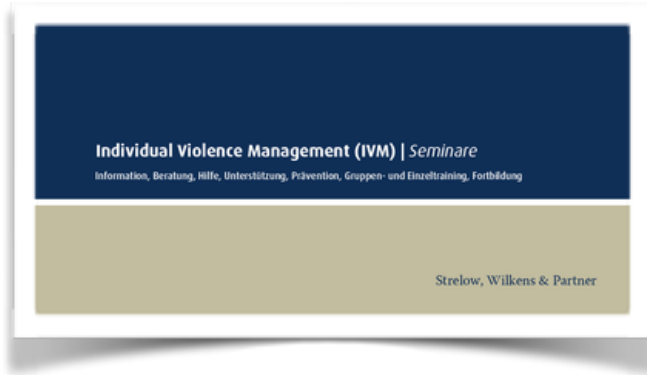 Individual Violence Management (IVM) | Seminare
Information, Beratung, Hilfe, Unterstützung, Prävention, Gruppen- und Einzeltraining, Fortbildung
Strelow, Wilkens & Partner